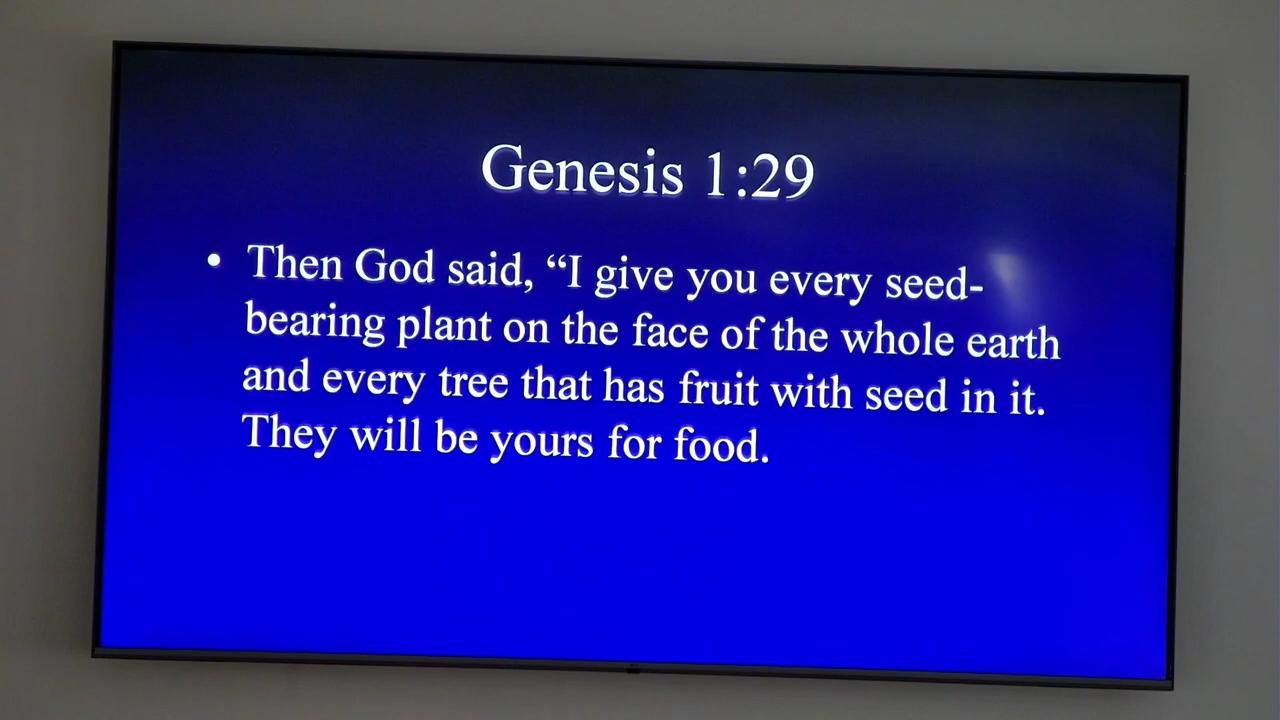 Genesis 1:29
• Then God said, “I give you every seed-
bearing plant on the face of the whole earth
and every tree that has fruit with seed in it.
They will be yours for food.